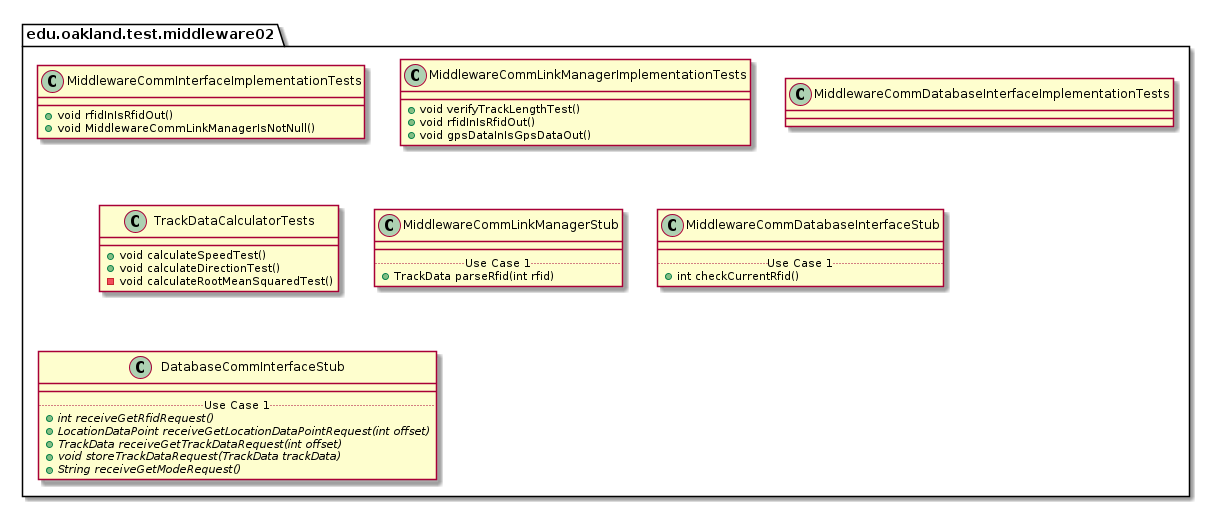 edu.oakland.test.middleware02
C MiddlewareCommInterfaceImplementationTests
void rfidInIsRfidOut()
void MiddlewareCommLinkManagerIsNotNull()
C MiddlewareCommLinkManagerImplementationTests
void verifyTrackLengthTest()
void rfidInIsRfidOut()
void gpsDataInIsGpsDataOut()
C MiddlewareCommDatabaseInterfaceImplementationTests
C TrackDataCalculatorTests
void calculateSpeedTest()
void calculateDirectionTest()
void calculateRootMeanSquaredTest()
C MiddlewareCommLinkManagerStub
Use Case 1
TrackData parseRfid(int rfid)
C MiddlewareCommDatabaseInterfaceStub
Use Case 1
int checkCurrentRfid()
C DatabaseCommInterfaceStub
Use Case 1
int receiveGetRfidRequest()
LocationDataPoint receiveGetLocationDataPointRequest(int offset)
TrackData receiveGetTrackDataRequest(int offset)
void storeTrackDataRequest(TrackData trackData)
String receiveGetModeRequest()